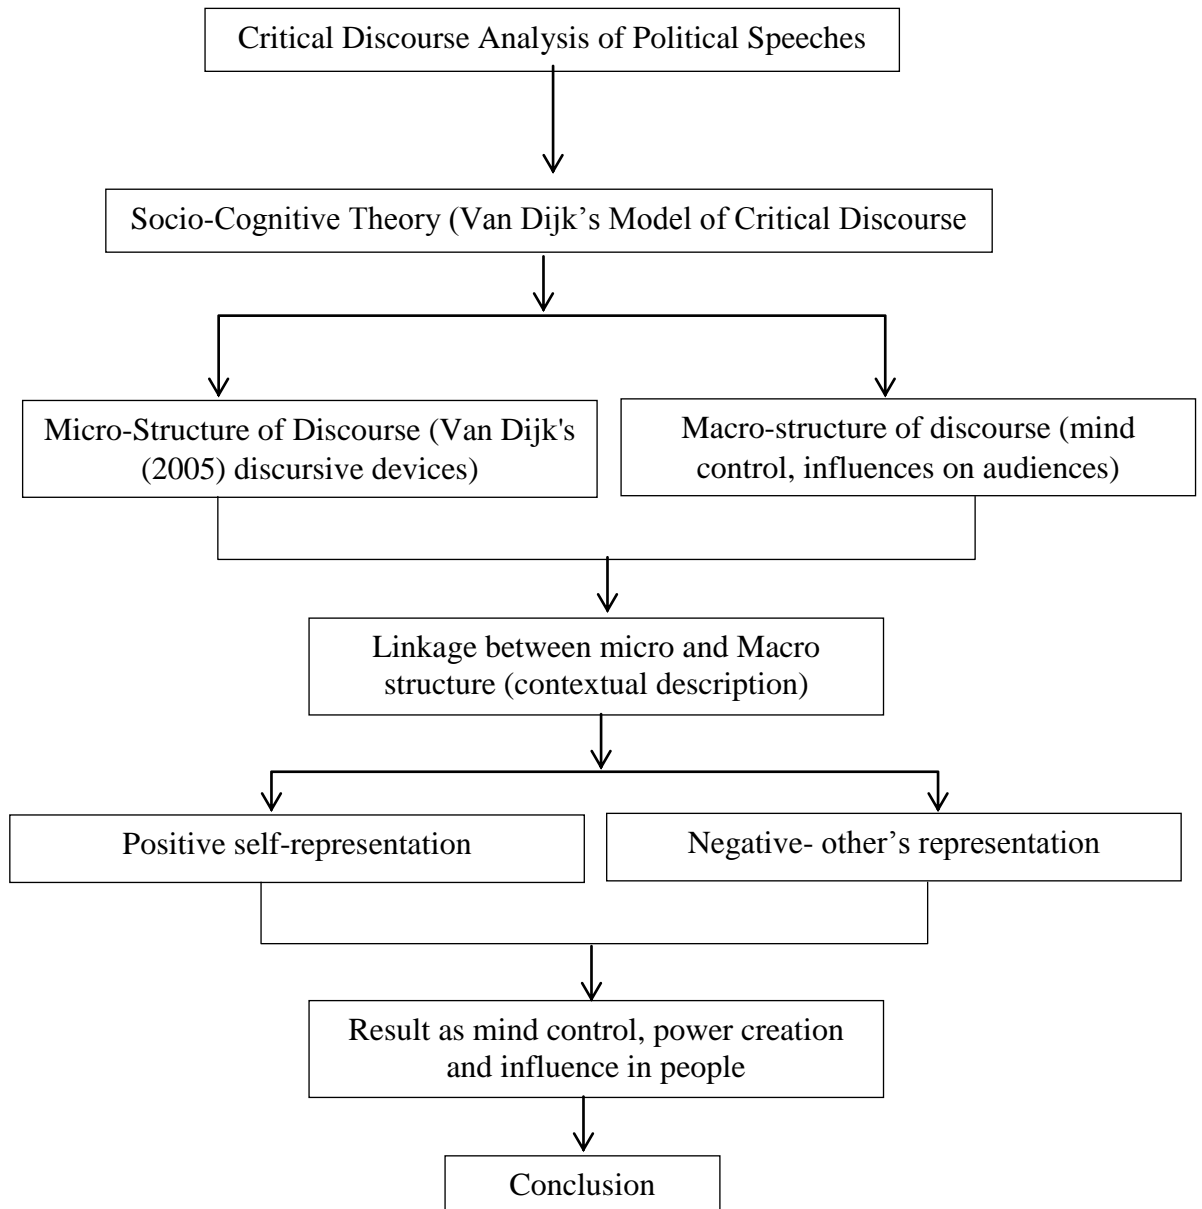 Critical Discourse Analysis of Political Speeches
Socio-Cognitive Theory (Van Dijk’s Model of Critical Discourse
Micro-Structure of Discourse (Van Dijk's
(2005) discursive devices)
Macro-structure of discourse (mind
control, influences on audiences)
Linkage between micro and Macro
structure (contextual description)
Positive self-representation
Negative- other’s representation
Result as mind control, power creation
and influence in people
Conclusion